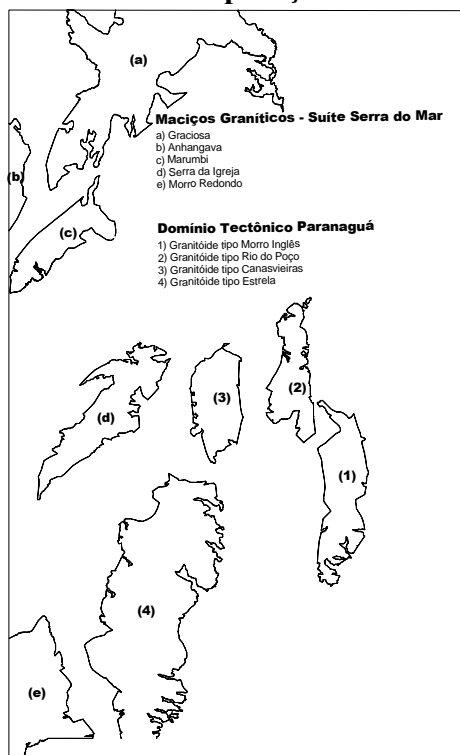 (a)
Maciços Graníticos - Suíte Serra do Mar
a) Graciosa
b) Anhangava
c) Marumbi
d) Serra da Igreja
e) Morro Redondo
(b)
(c)
Domínio Tectônico Paranaguá
1) Granitóide tipo Morro Inglês
2) Granitóide tipo Rio do Poço
3) Granitóide tipo Canasvieiras
4) Granitóide tipo Estrela
(2)
(3)
(d)
(1)
(4)
(e)